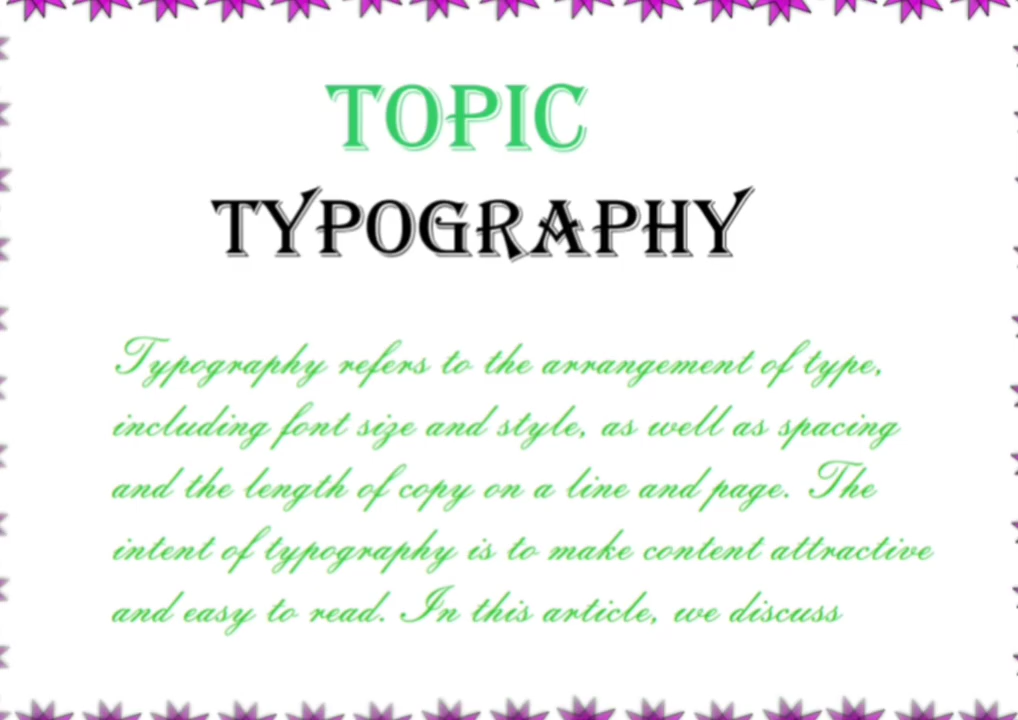 TOPIC
TYPOGRAPHY
Typography refers to the arrangement of type,
including font size and style, as well as spacing
and the length of copy on a line and page. The
intent of typography is to make content attractive
and easy to read. In this article, we discuss